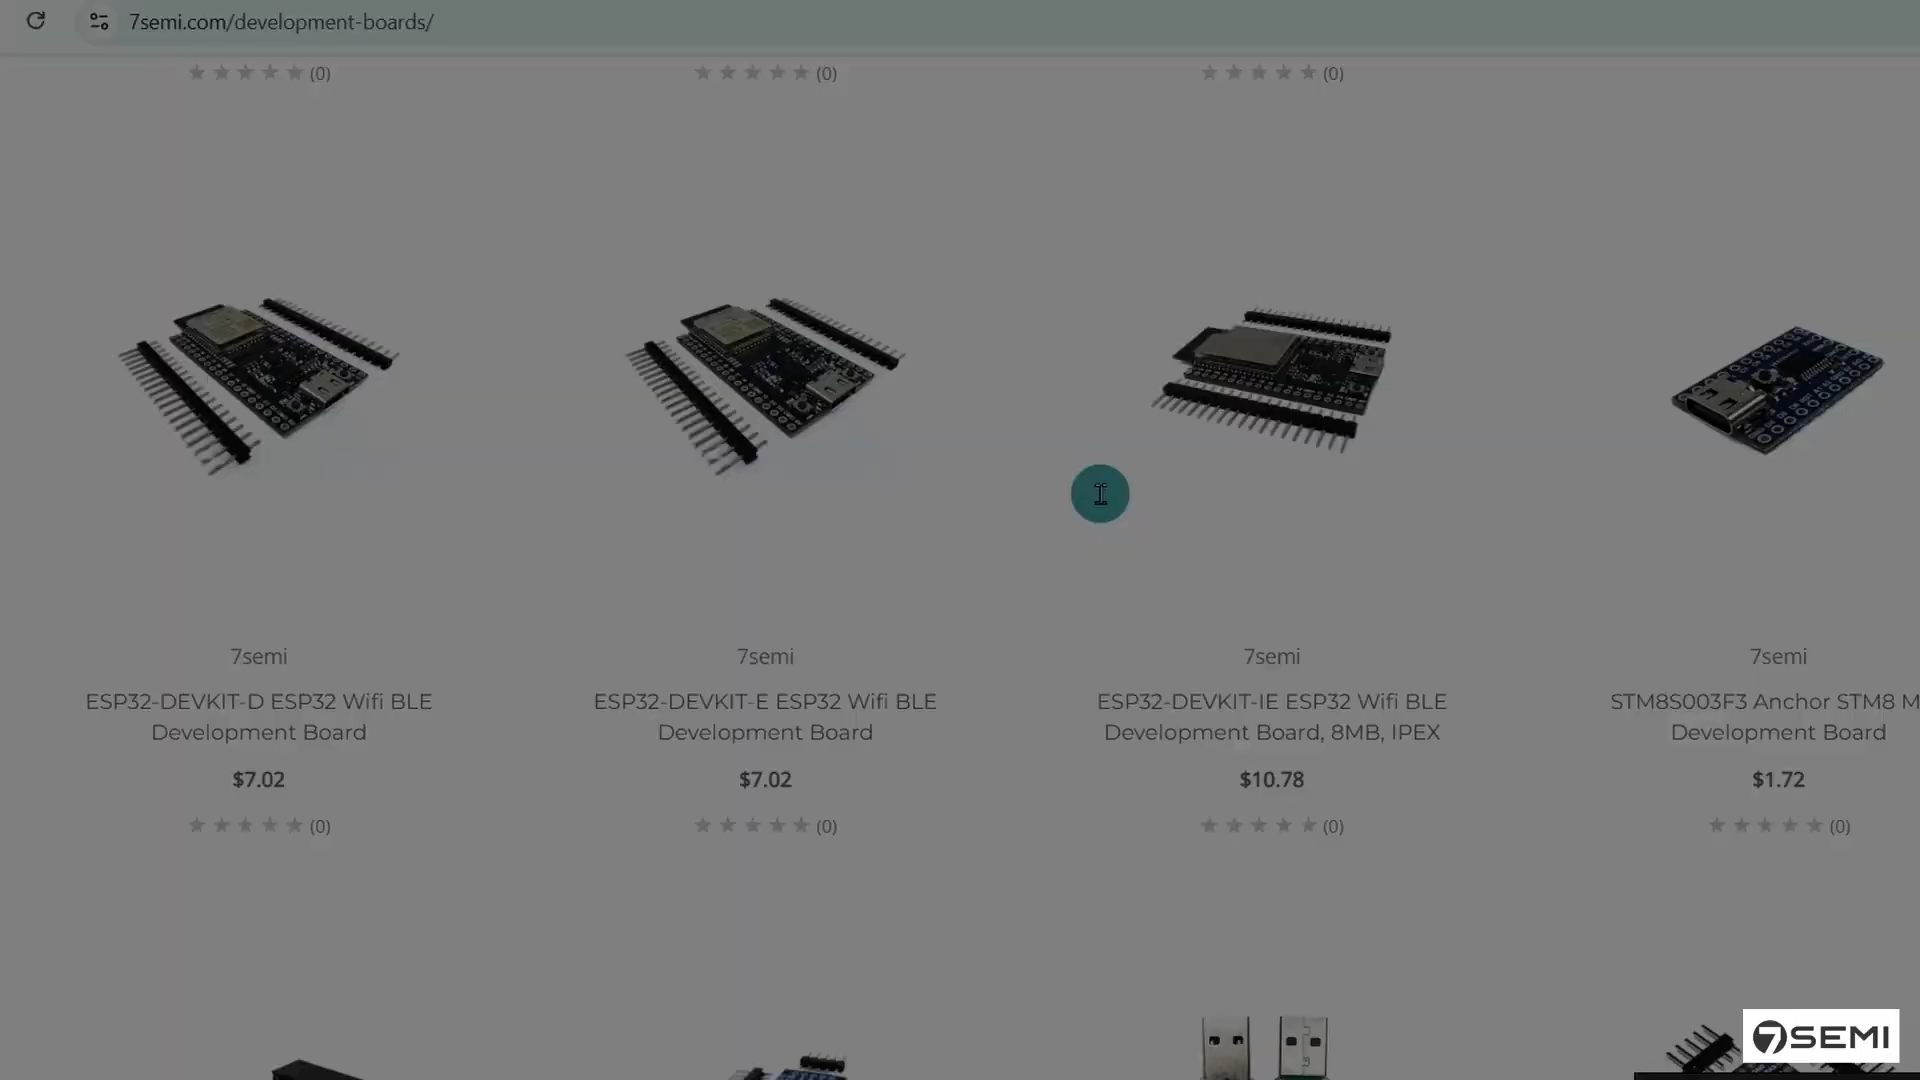 7semi.com/development-boards/
(0)
(0)
(0)
7semi
7semi
7semi
7semi
ESP32-DEVKIT-D ESP32 Wifi BLE
Development Board
ESP32-DEVKIT-E ESP32 Wifi BLE
Development Board
ESP32-DEVKIT-IE ESP32 Wifi BLE
Development Board, 8MB, IPEX
STM8S003F3 Anchor STM8 M
Development Board
$7.02
$7.02
$10.78
$1.72
(0)
(0)
(0)
(0)
7SEMI